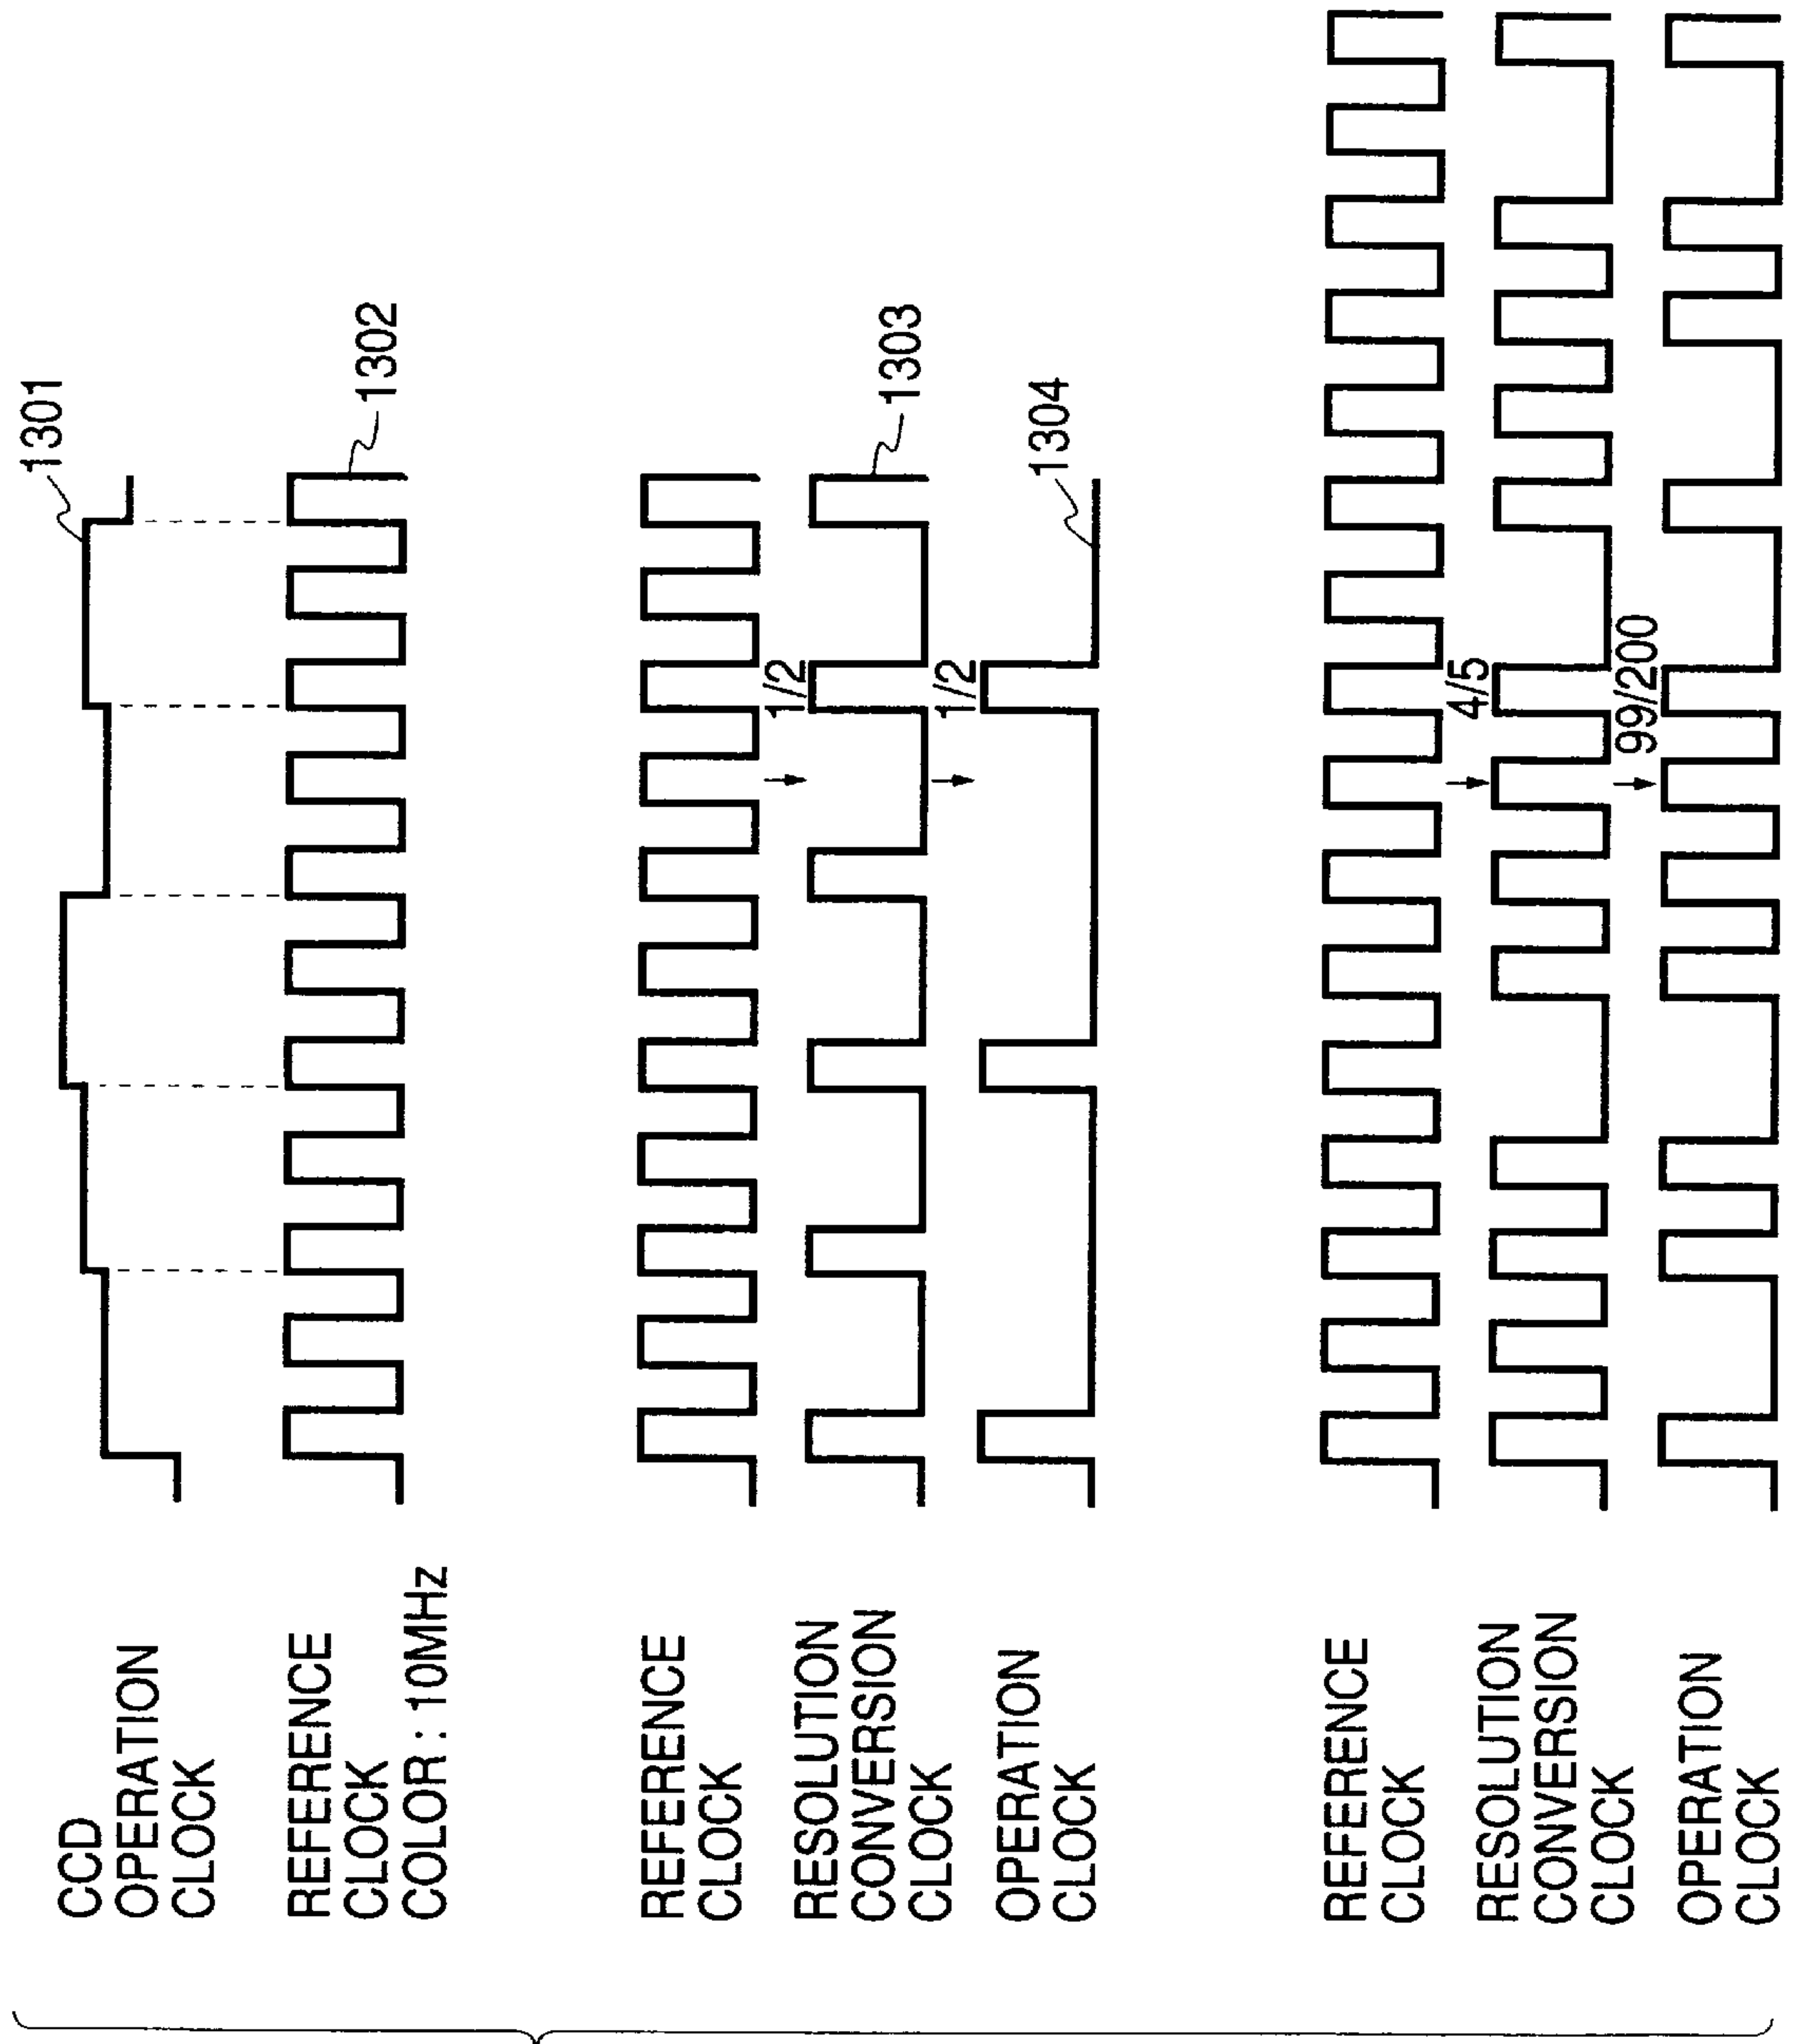 CCD
OPERATION
CLOCK
1301
REFERENCE
CLOCK
COLOR : 10MHz
1302
REFERENCE
CLOCK
1/2
RESOLUTION
CONVERSION
CLOCK
1303
1/2
OPERATION
CLOCK
1304
REFERENCE
CLOCK
4/5
RESOLUTION
CONVERSION
CLOCK
99/200
OPERATION
CLOCK